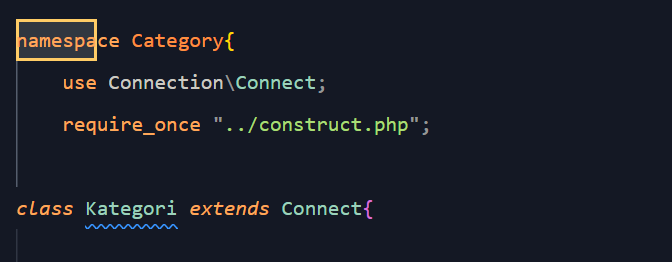 namespace Category{
use Connection\Connect;
require_once "../construct.php";
class Kategori extends Connect{